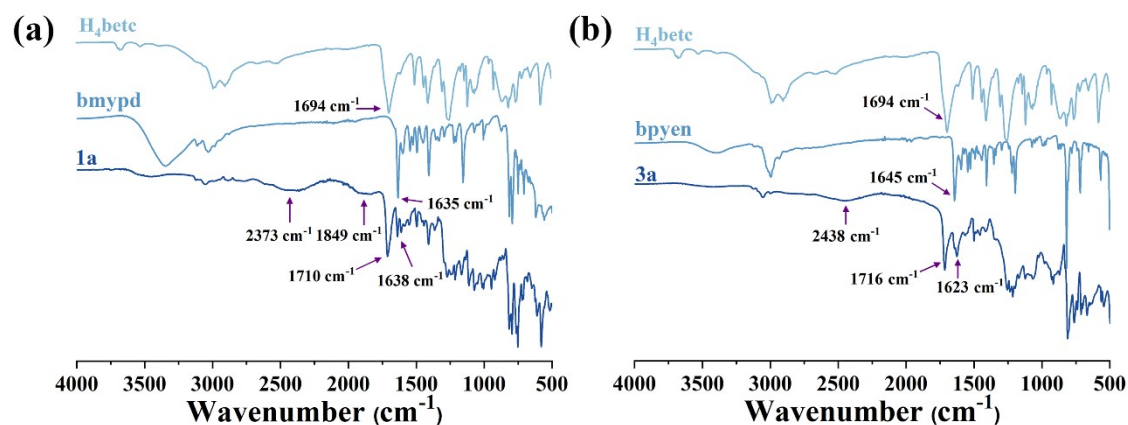 (a)
H₄betc
1694 cm⁻¹
bmypd
1a
1635 cm⁻¹
2373 cm⁻¹
1849 cm⁻¹
1710 cm⁻¹
1638 cm⁻¹
4000 3500 3000 2500 2000 1500 1000 500
Wavenumber (cm⁻¹)
(b)
H₄betc
1694 cm⁻¹
bpyen
3a
1645 cm⁻¹
2438 cm⁻¹
1716 cm⁻¹
1623 cm⁻¹
4000 3500 3000 2500 2000 1500 1000 500
Wavenumber (cm⁻¹)